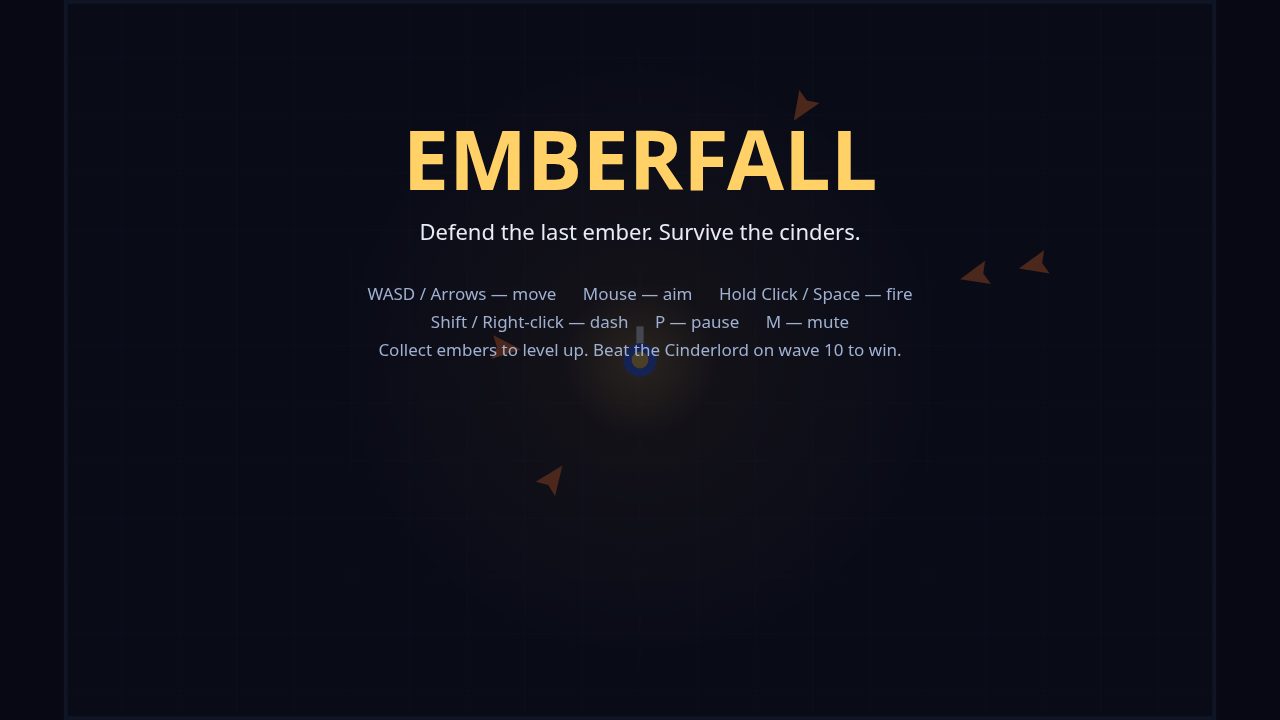 EMBERFALL
Defend the last ember. Survive the cinders.
WASD / Arrows — move  Mouse — aim  Hold Click / Space — fire
Shift / Right-click — dash  P — pause  M — mute
Collect embers to level up. Beat the Cinderlord on wave 10 to win.